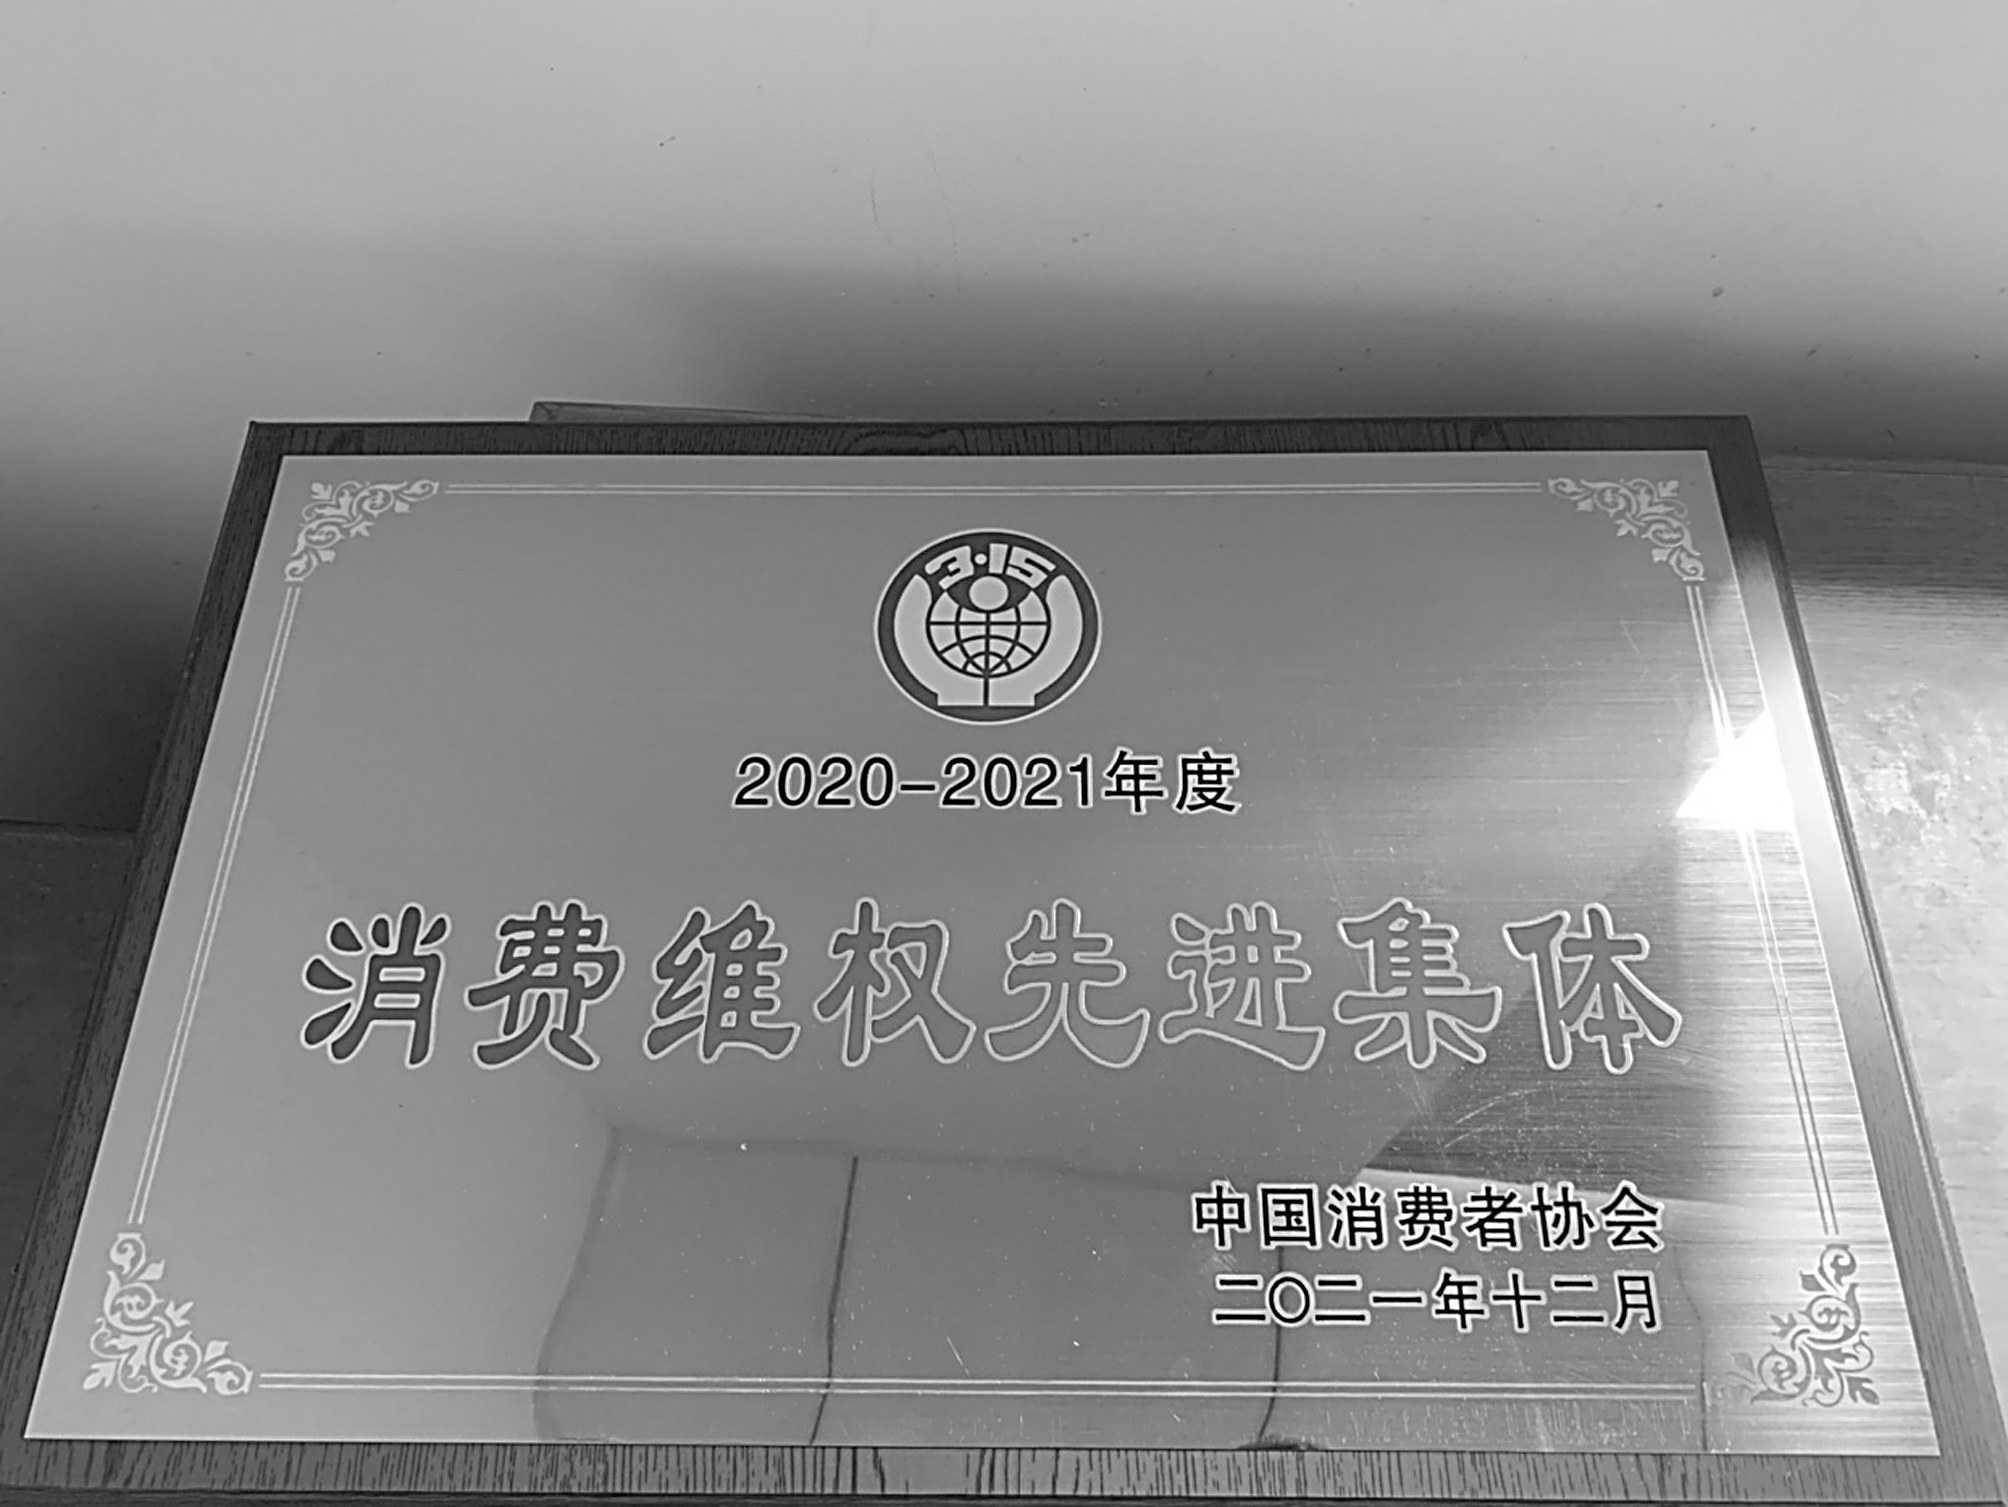 3·15
2020-2021年度
消费维权先进集体
中国消费者协会
二〇二一年十二月